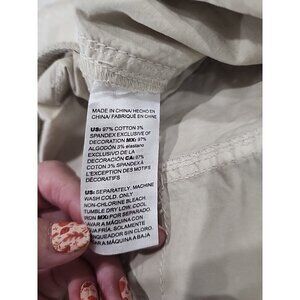 MADE IN CHINA/ HECHO EN
CHINA/ FABRIQUÉ EN CHINE
US: 97% COTTON 3%
SPANDEX EXCLUSIVE OF
DECORATION MX: 97%
ALGODÓN 3% elastano
EXCLUSIVO DE LA
DECORACIÓN CA: 97%
COTON 3% SPANDEXÀ
L'EXCEPTION DES MOTIFS
DÉCORATIFS
US: SEPARATELY. MACHINE
WASH COLD. ONLY
NON-CHLORINE BLEACH.
TUMBLE DRY LOW. COOL
IRON MX: POR SEPARADO.
LAVAR A MÁQUINA CON
AGUA FRÍA. SOLO
BLANQUEADOR SIN CLORO.
A MÁQUINA A BAJA